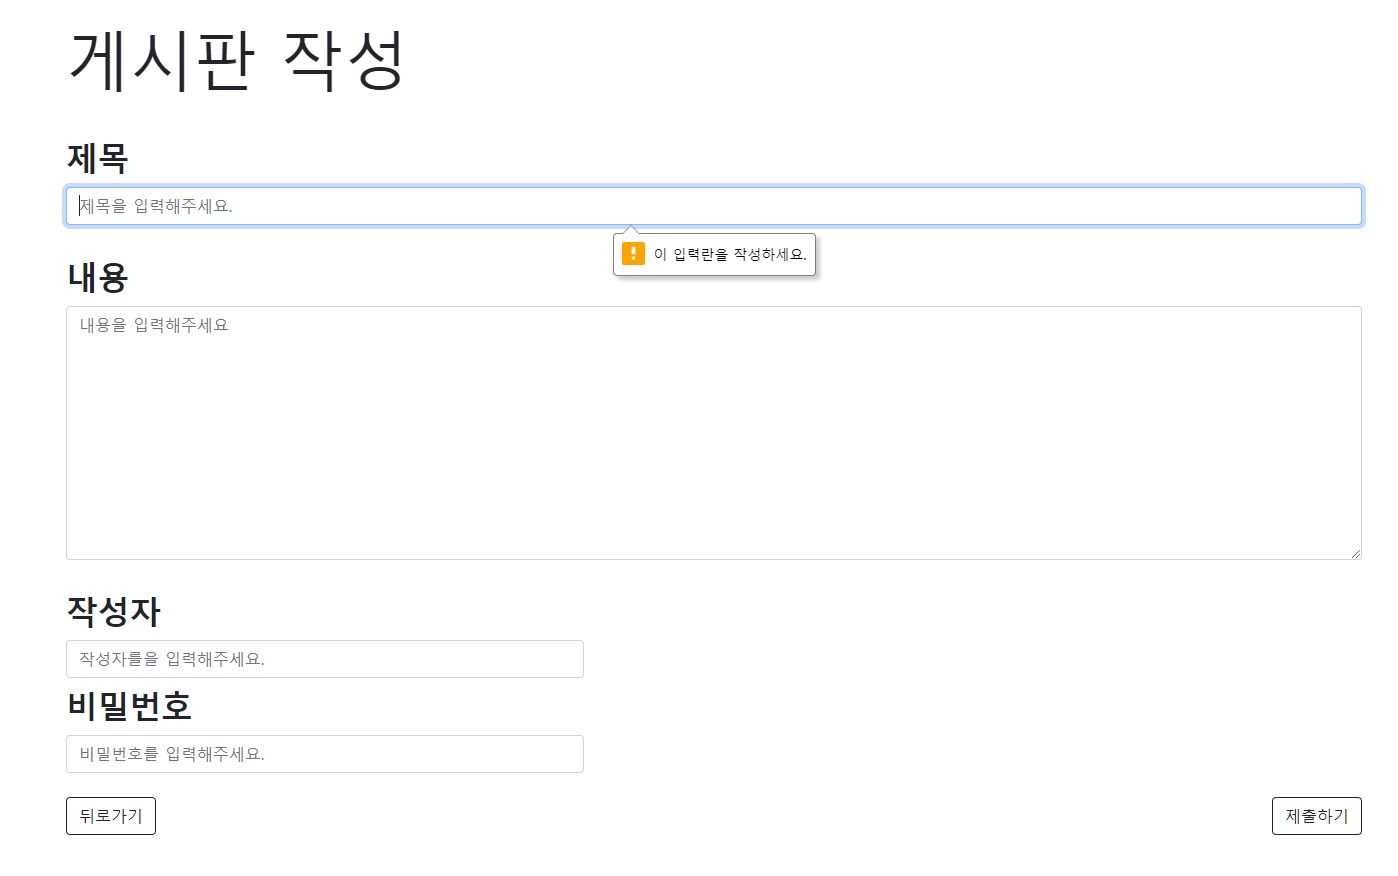 게시판 작성
제목
제목을 입력해주세요.
이 입력란을 작성하세요.
내용
내용을 입력해주세요
작성자
작성자를을 입력해주세요.
비밀번호
비밀번호를 입력해주세요.
뒤로가기
제출하기